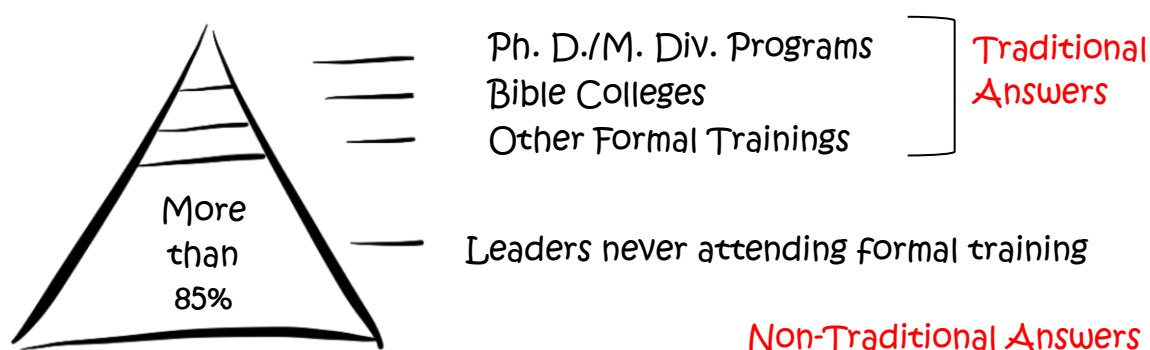 Ph. D./M. Div. Programs
Bible Colleges
Other Formal Trainings
Traditional
Answers
More
than
85%
Leaders never attending formal training
Non-Traditional Answers